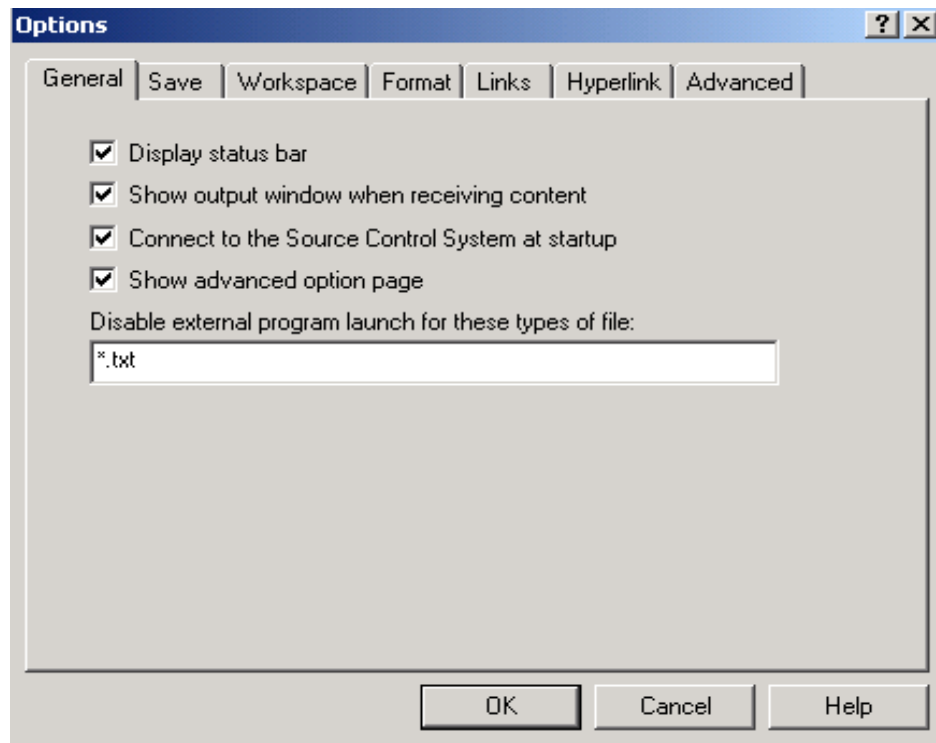 Options
General Save Workspace Format Links Hyperlink Advanced
Display status bar
Show output window when receiving content
Connect to the Source Control System at startup
Show advanced option page
Disable external program launch for these types of file:
*.txt
OK Cancel Help